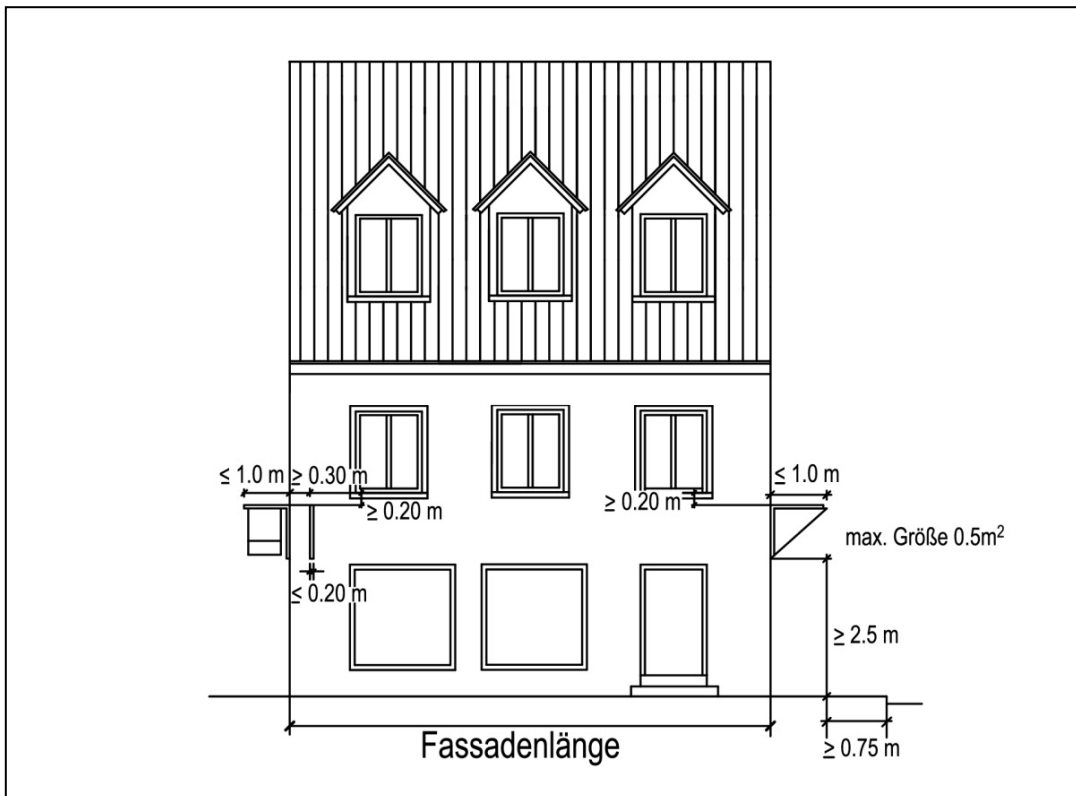 ≤ 1.0 m ≥ 0.30 m
≤ 1.0 m
≥ 0.20 m
≥ 0.20 m
max. Größe 0.5m²
≤ 0.20 m
≥ 2.5 m
Fassadenlänge
≥ 0.75 m